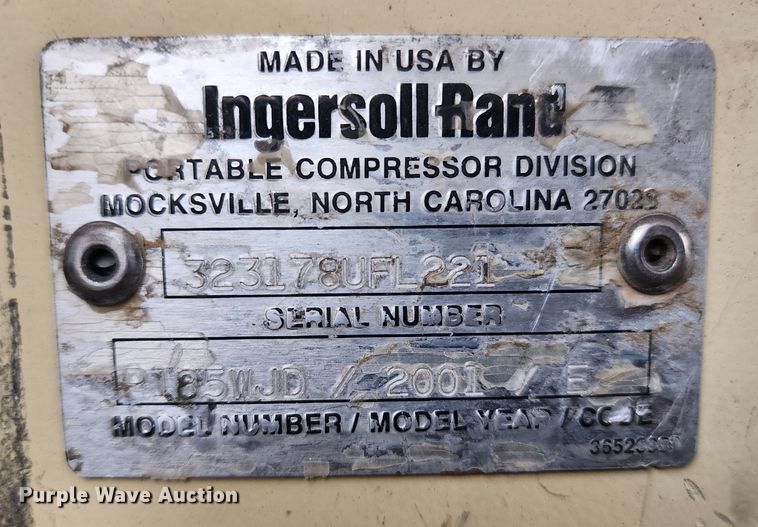 MADE IN USA BY
Ingersoll-Rand
PORTABLE COMPRESSOR DIVISION
MOCKSVILLE, NORTH CAROLINA 27028
323178UFL221
SERIAL NUMBER
P185WJD / 2001 / E
MODEL NUMBER / MODEL YEAR / CODE
Purple Wave Auction